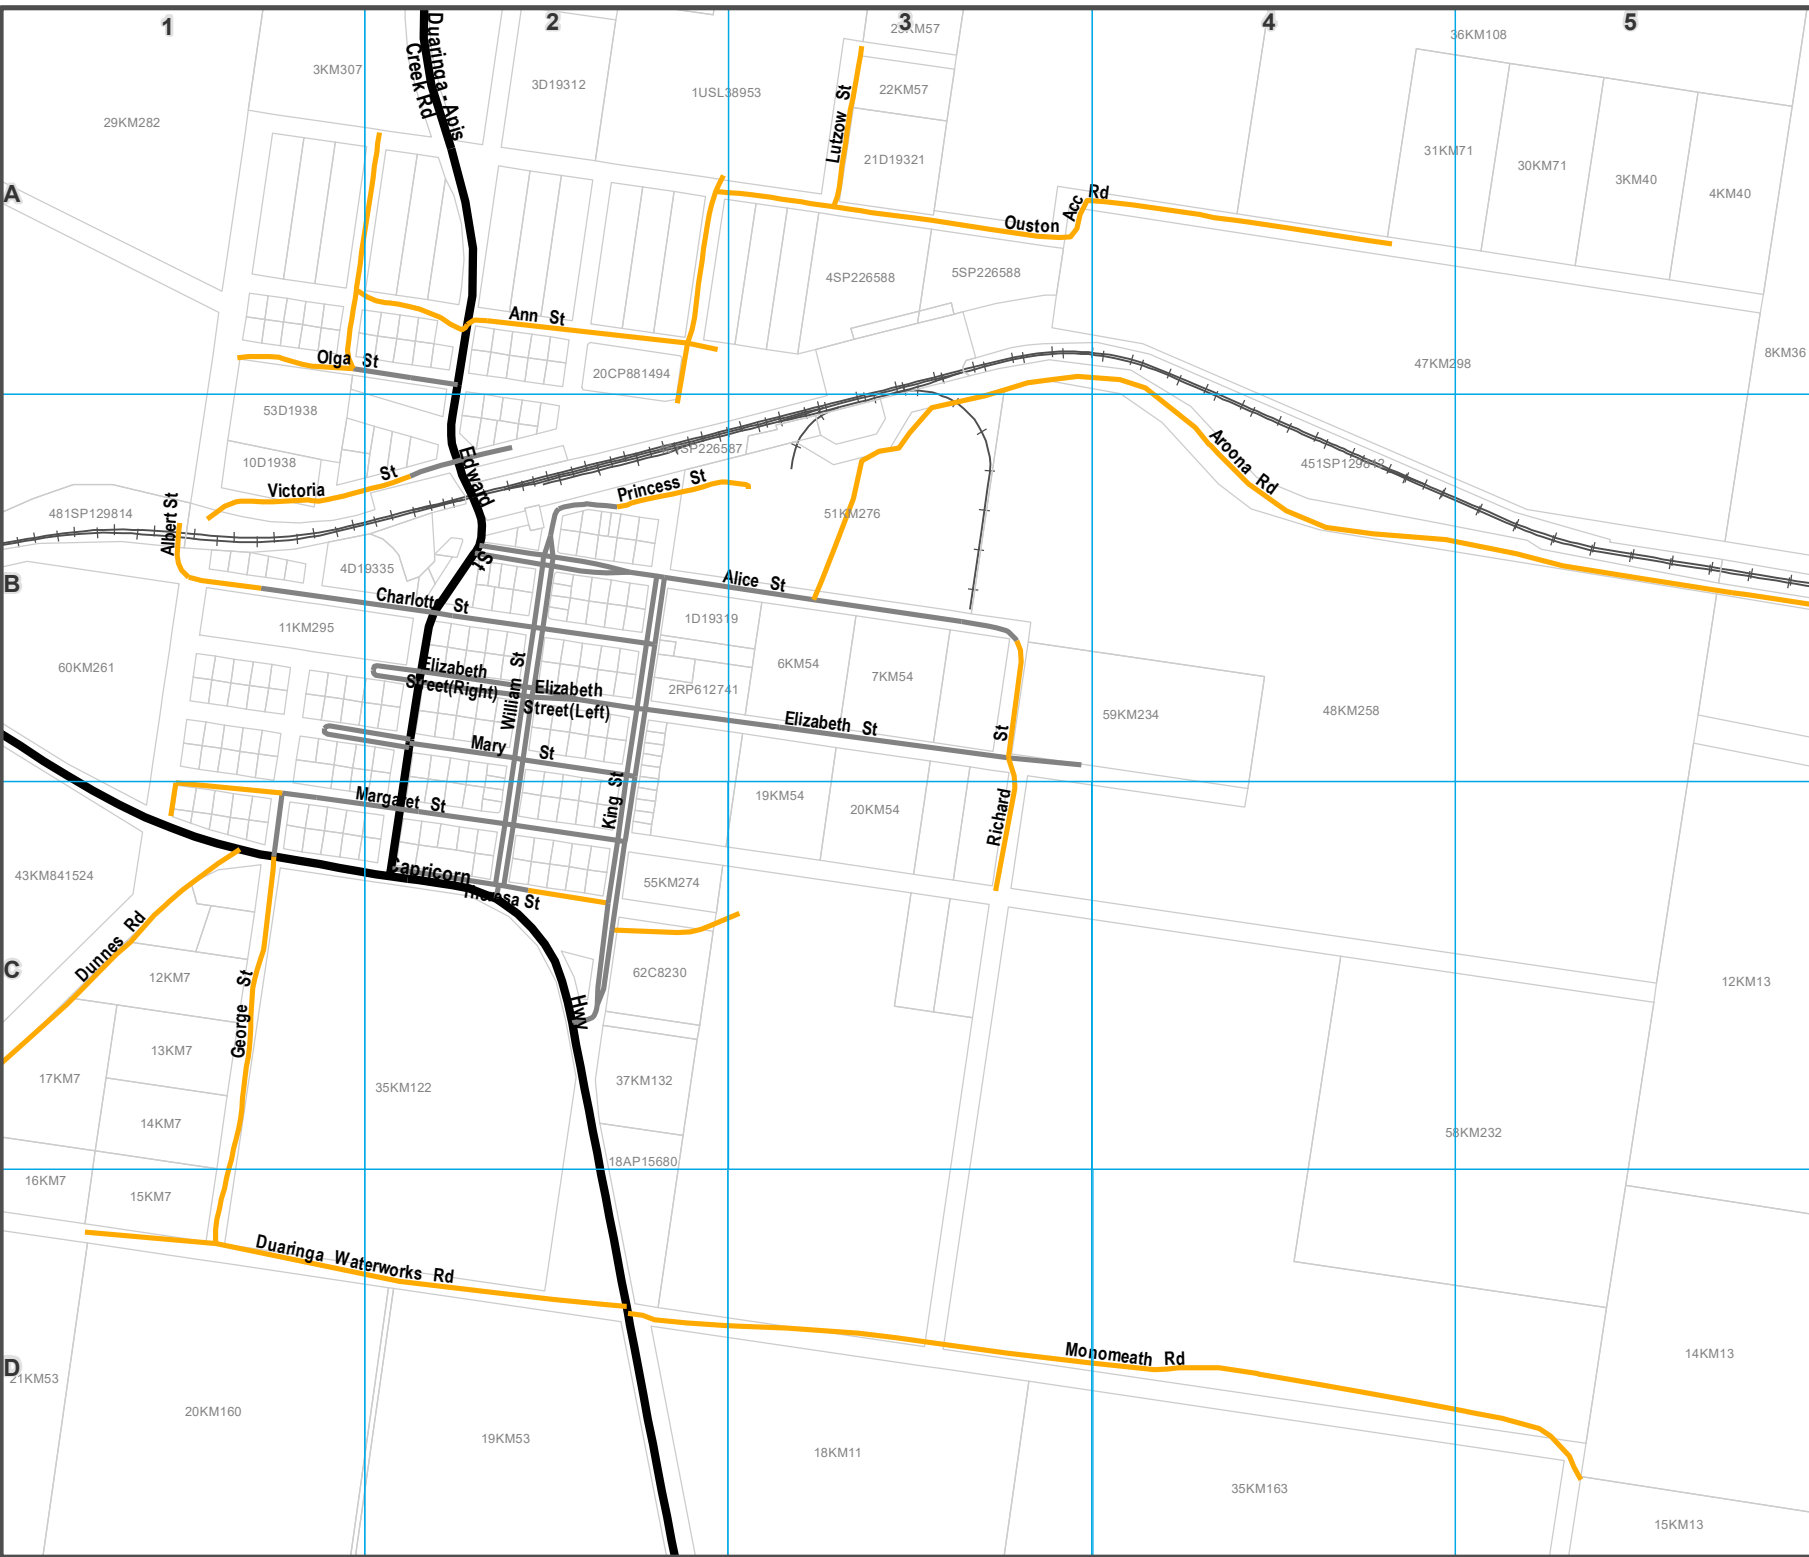 1
2
3
4
5
A
B
C
D
Duaringa - Apis
Creek Rd
3KM307
3D19312
1USL38953
23KM57
22KM57
21D19321
36KM108
29KM282
31KM71
30KM71
3KM40
4KM40
Lutzow St
Ouston Acc Rd
4SP226588
5SP226588
Ann St
Olga St
20CP881494
47KM298
8KM36
53D1938
10D1938
Victoria St
Edward St
SP226587
Princess St
Aroona Rd
451SP129812
481SP129814
Albert St
51KM276
4D19335
Alice St
Charlotte St
11KM295
1D19319
60KM261
Elizabeth
Street(Right)
William St
Elizabeth
Street(Left)
2RP612741
6KM54
7KM54
59KM234
48KM258
Elizabeth St
Mary St
King St
Margaret St
19KM54
20KM54
Richard St
43KM841524
Capricorn Hwy
Theresa St
55KM274
Dunnes Rd
12KM7
George St
62C8230
12KM13
13KM7
17KM7
35KM122
37KM132
14KM7
58KM232
18AP15680
16KM7
15KM7
Duaringa Waterworks Rd
Monomeath Rd
14KM13
21KM53
20KM160
19KM53
18KM11
35KM163
15KM13